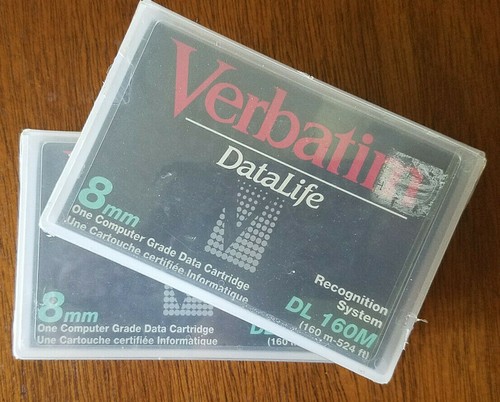 Verbatim
DataLife
8mm
One Computer Grade Data Cartridge
Une Cartouche certifiée Informatique
Recognition
System
DL 160M
(160 m-524 ft)
8mm
One Computer Grade Data Cartridge
Une Cartouche certifiée Informatique
(160